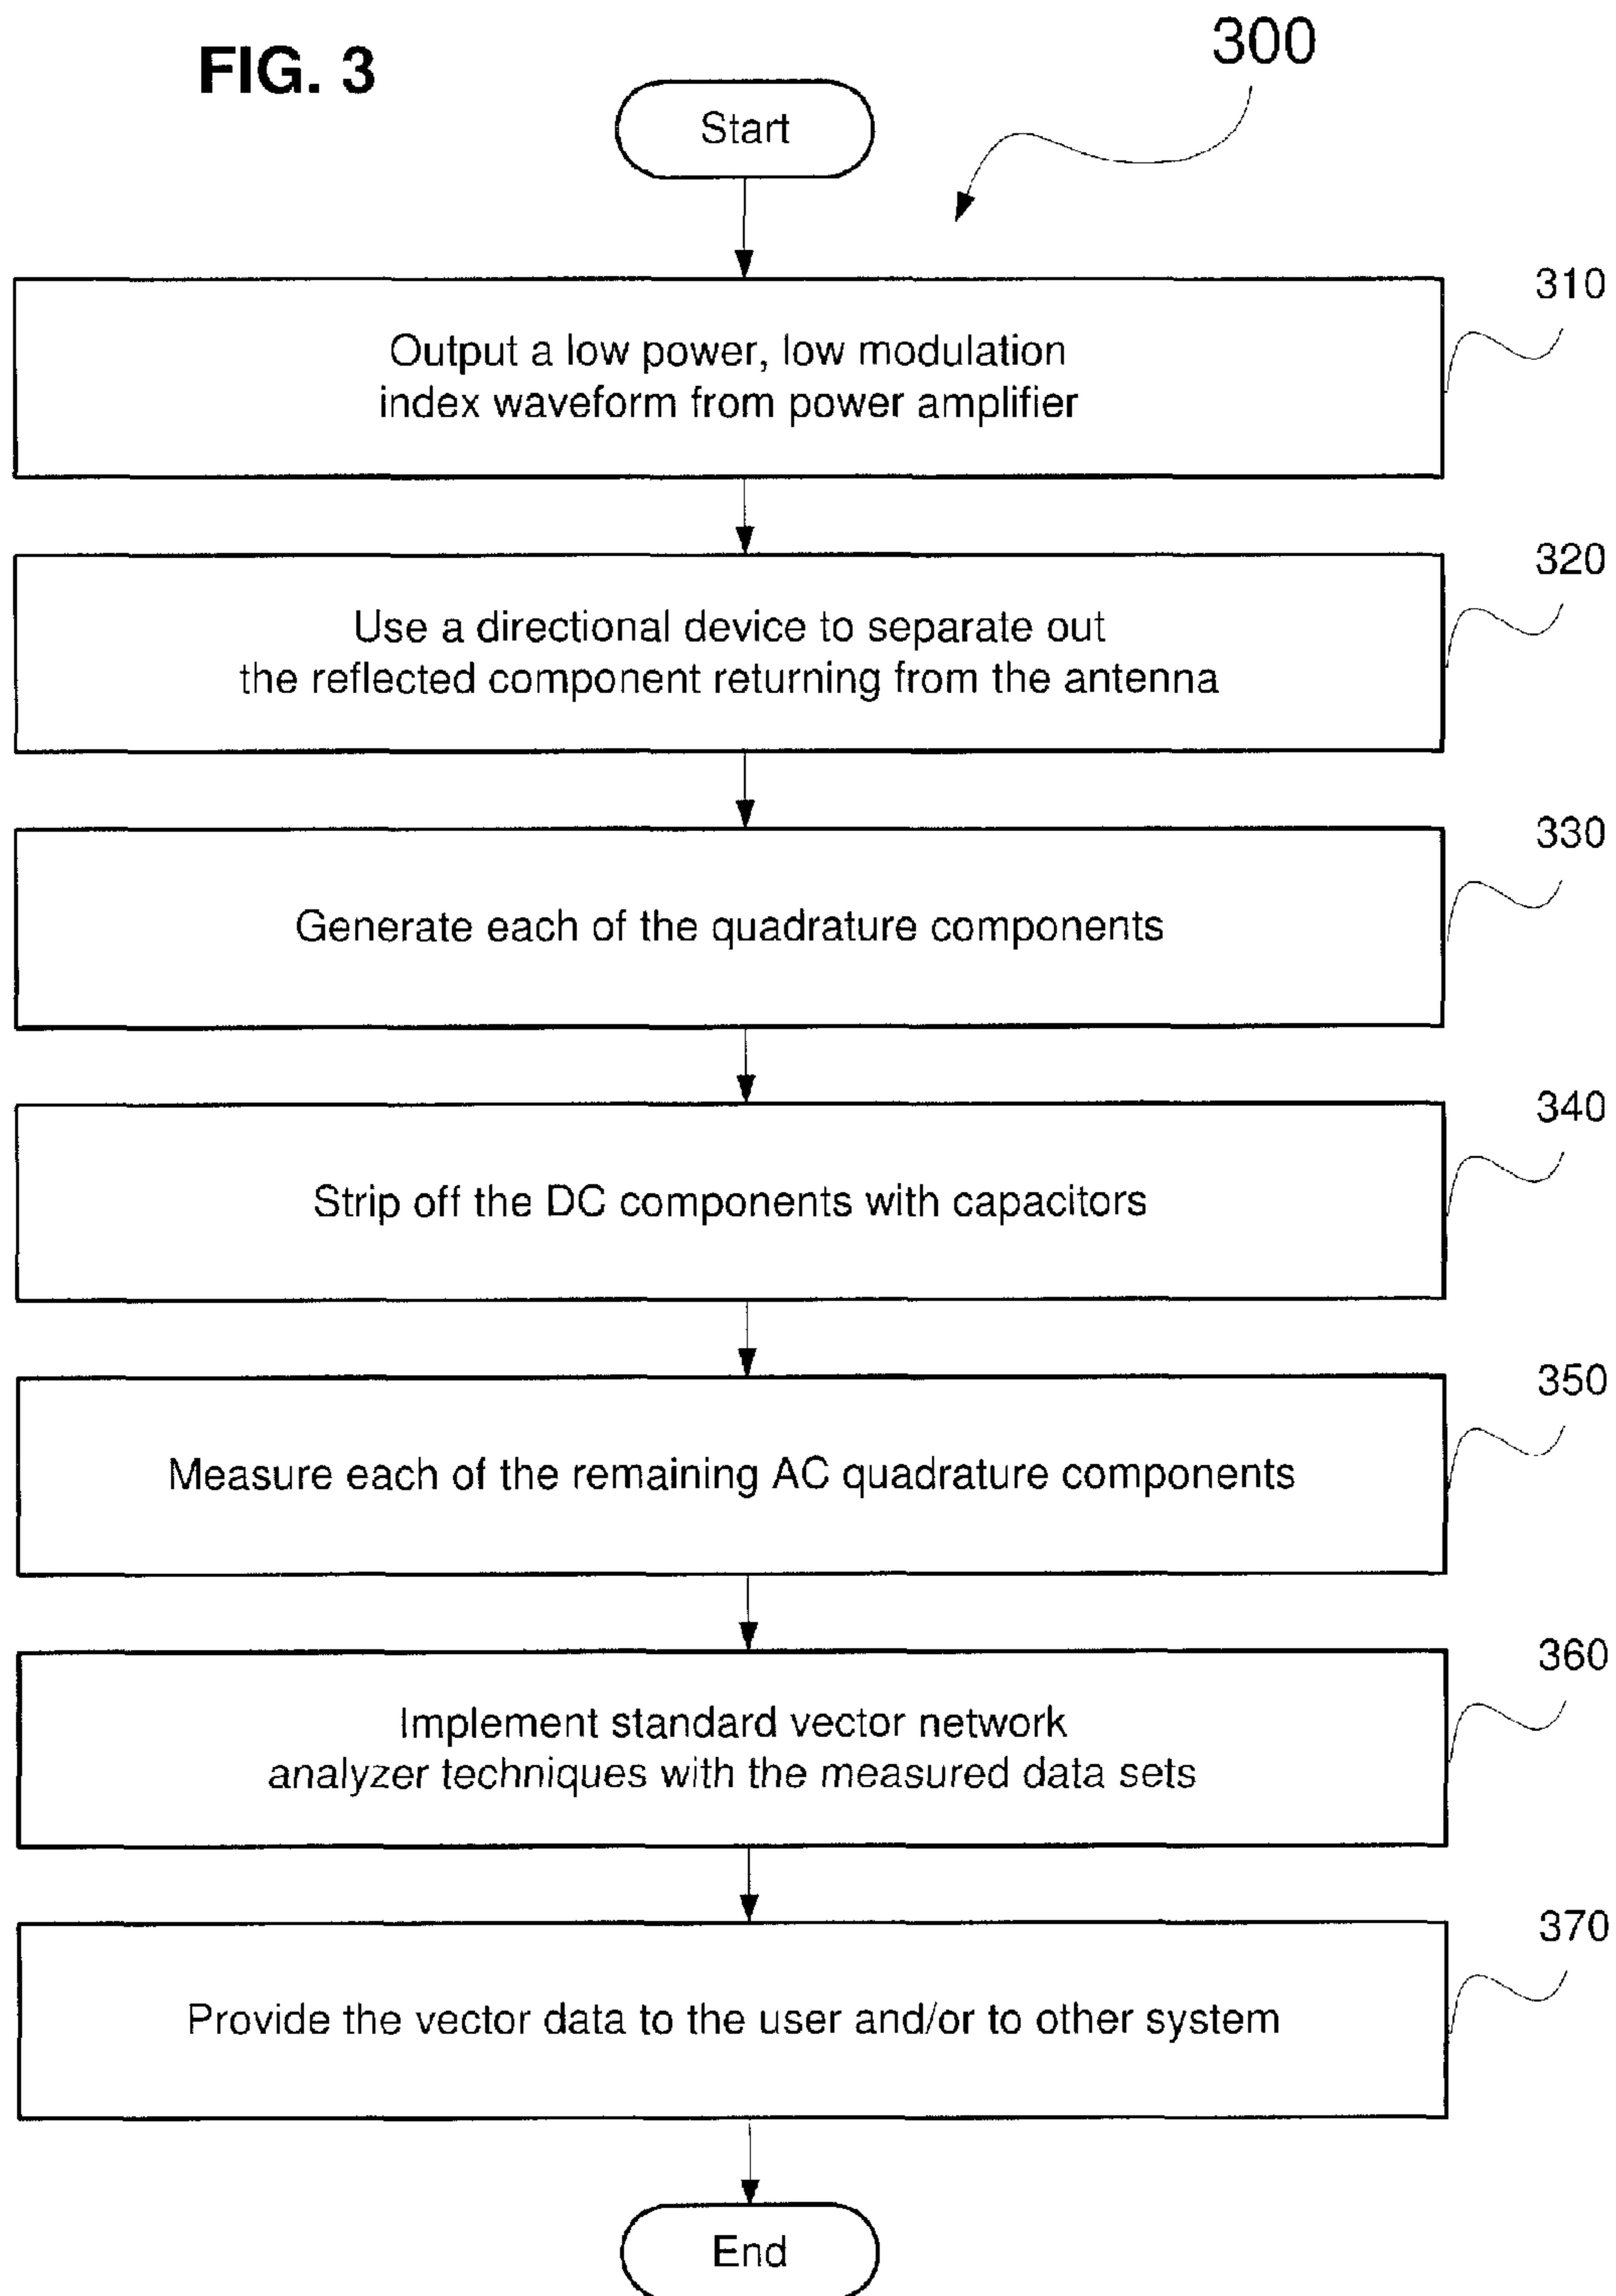 FIG. 3
300
Start
310
Output a low power, low modulation
index waveform from power amplifier
320
Use a directional device to separate out
the reflected component returning from the antenna
330
Generate each of the quadrature components
340
Strip off the DC components with capacitors
350
Measure each of the remaining AC quadrature components
360
Implement standard vector network
analyzer techniques with the measured data sets
370
Provide the vector data to the user and/or to other system
End